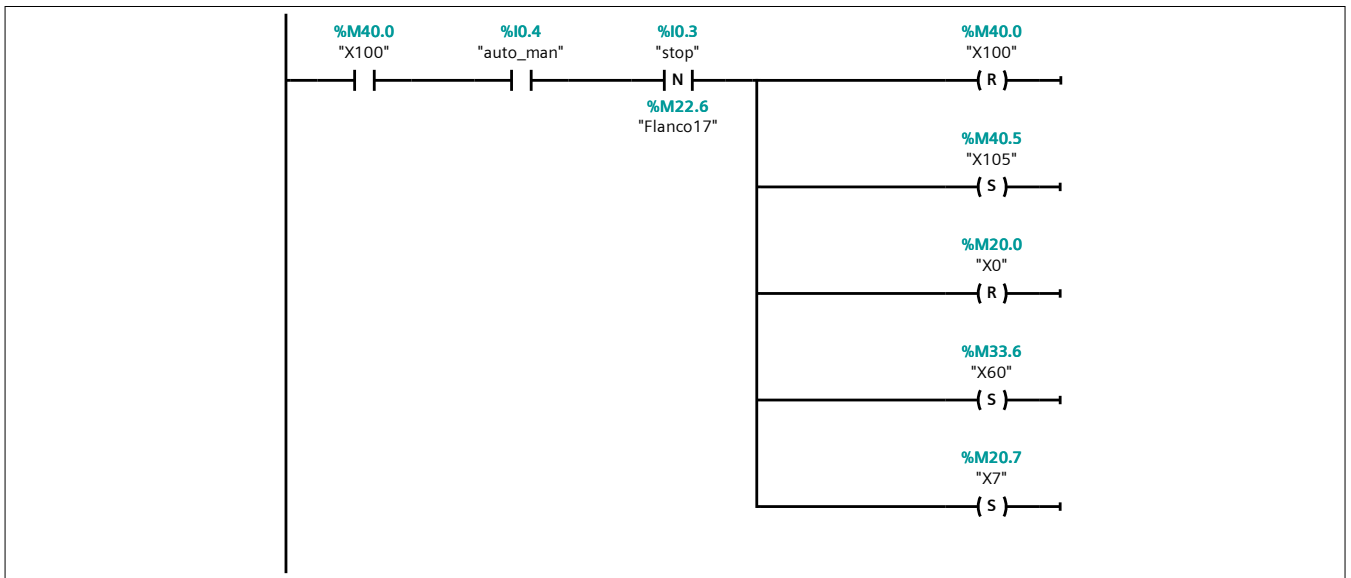 %M40.0 %I0.4 %I0.3 %M40.0
"X100" "auto_man" "stop" "X100"
N R
%M22.6
"Flanco17"
%M40.5
"X105"
S
%M20.0
"X0"
R
%M33.6
"X60"
S
%M20.7
"X7"
S